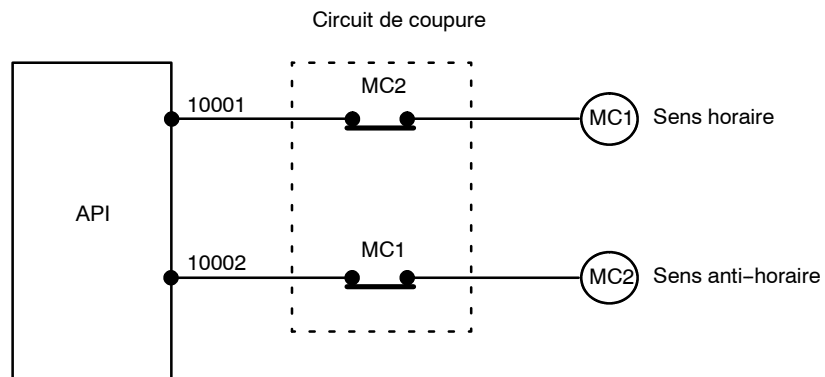 Circuit de coupure
10001
MC2
MC1
Sens horaire
API
10002
MC1
MC2
Sens anti-horaire